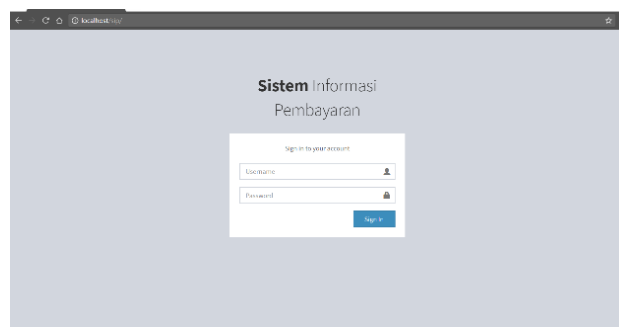 localhost/
Sistem Informasi
Pembayaran
Sign in to your account
Username
Password
Sign In